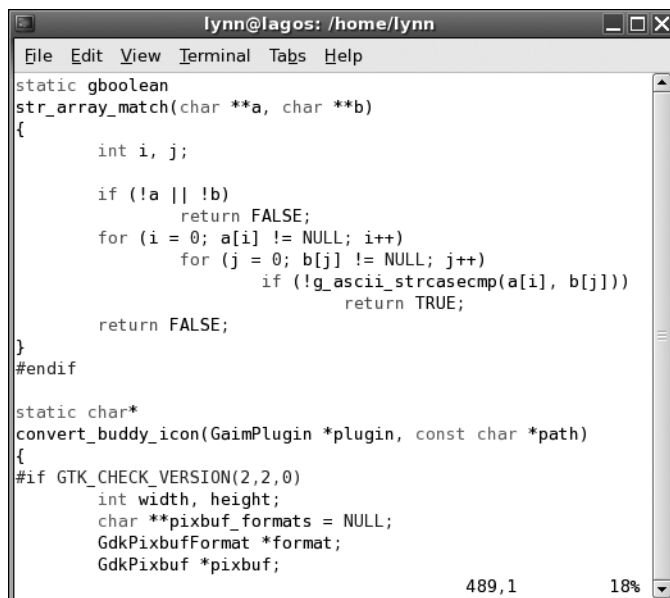 lynn@lagos: /home/lynn
File Edit View Terminal Tabs Help
static gboolean
str_array_match(char **a, char **b)
{
        int i, j;

        if (!a || !b)
                return FALSE;
        for (i = 0; a[i] != NULL; i++)
                for (j = 0; b[j] != NULL; j++)
                        if (!g_ascii_strcasecmp(a[i], b[j]))
                                return TRUE;
        return FALSE;
}
#endif

static char*
convert_buddy_icon(GaimPlugin *plugin, const char *path)
{
#if GTK_CHECK_VERSION(2,2,0)
        int width, height;
        char **pixbuf_formats = NULL;
        GdkPixbufFormat *format;
        GdkPixbuf *pixbuf;
489,1 18%